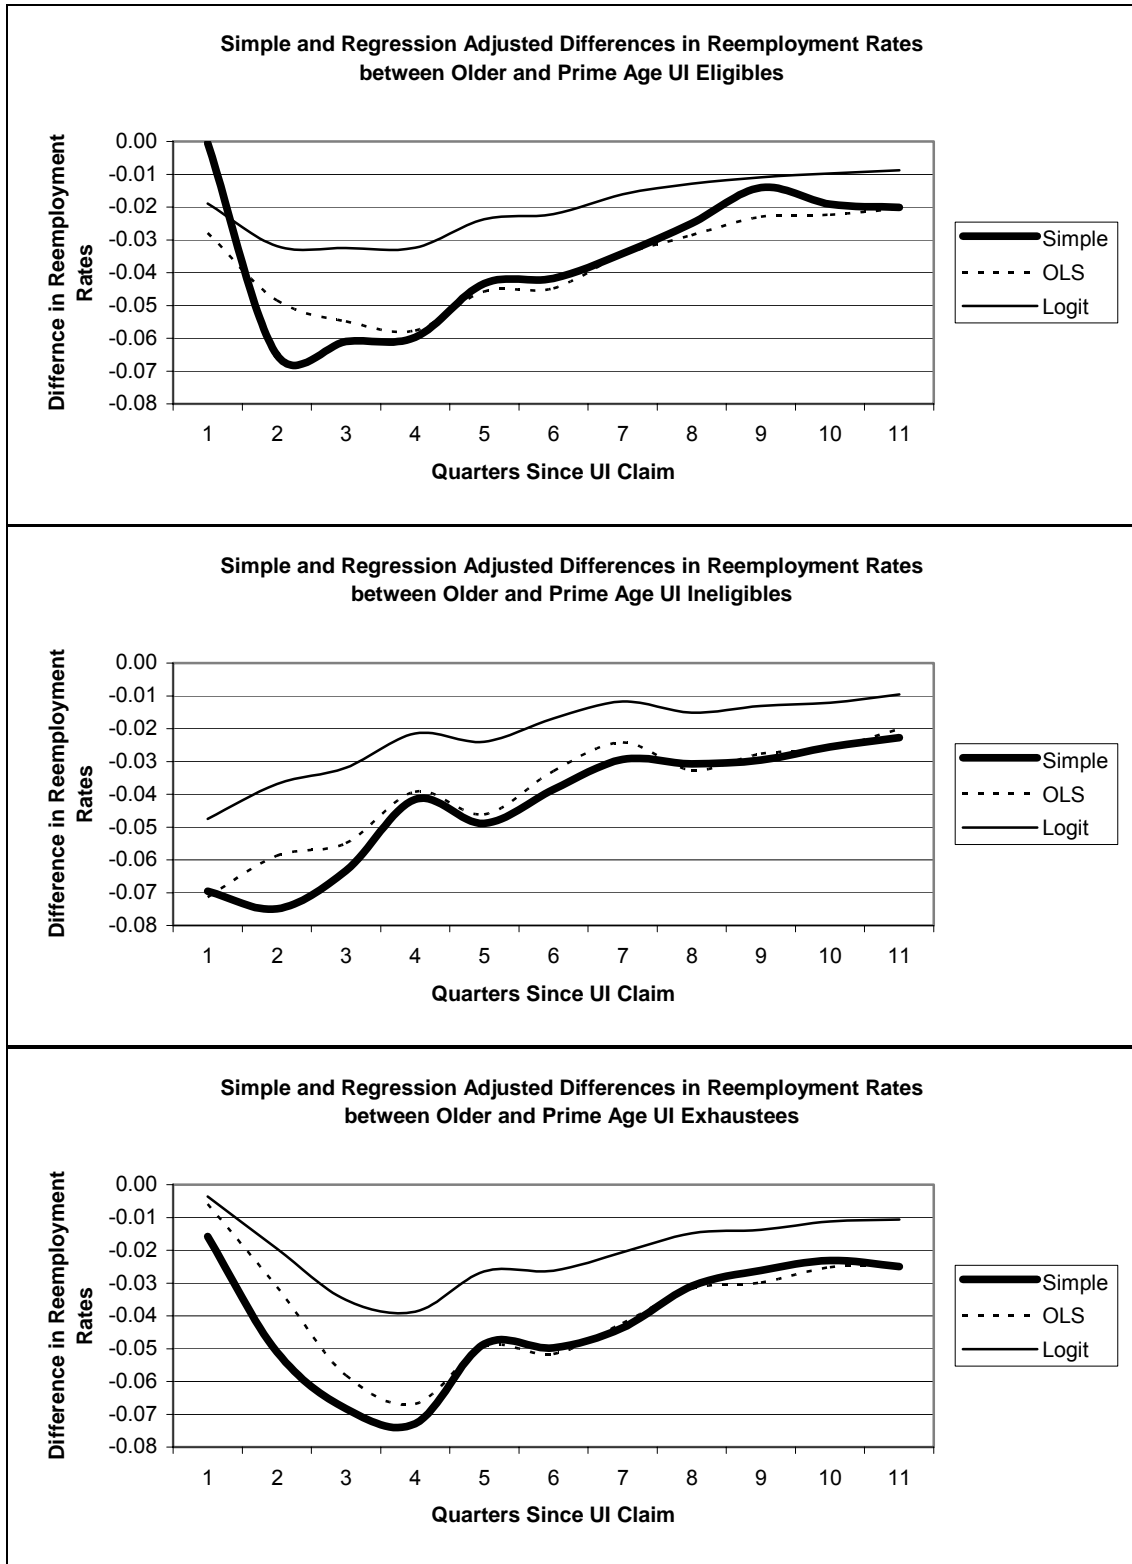 Simple and Regression Adjusted Differences in Reemployment Rates
between Older and Prime Age UI Eligibles
Differnce in Reemployment
Rates
0.00
-0.01
-0.02
-0.03
-0.04
-0.05
-0.06
-0.07
-0.08
1 2 3 4 5 6 7 8 9 10 11
Quarters Since UI Claim
Simple
OLS
Logit
Simple and Regression Adjusted Differences in Reemployment Rates
between Older and Prime Age UI Ineligibles
Difference in Reemployment
Rates
0.00
-0.01
-0.02
-0.03
-0.04
-0.05
-0.06
-0.07
-0.08
1 2 3 4 5 6 7 8 9 10 11
Quarters Since UI Claim
Simple
OLS
Logit
Simple and Regression Adjusted Differences in Reemployment Rates
between Older and Prime Age UI Exhaustees
Difference in Reemployment
Rates
0.00
-0.01
-0.02
-0.03
-0.04
-0.05
-0.06
-0.07
-0.08
1 2 3 4 5 6 7 8 9 10 11
Quarters Since UI Claim
Simple
OLS
Logit